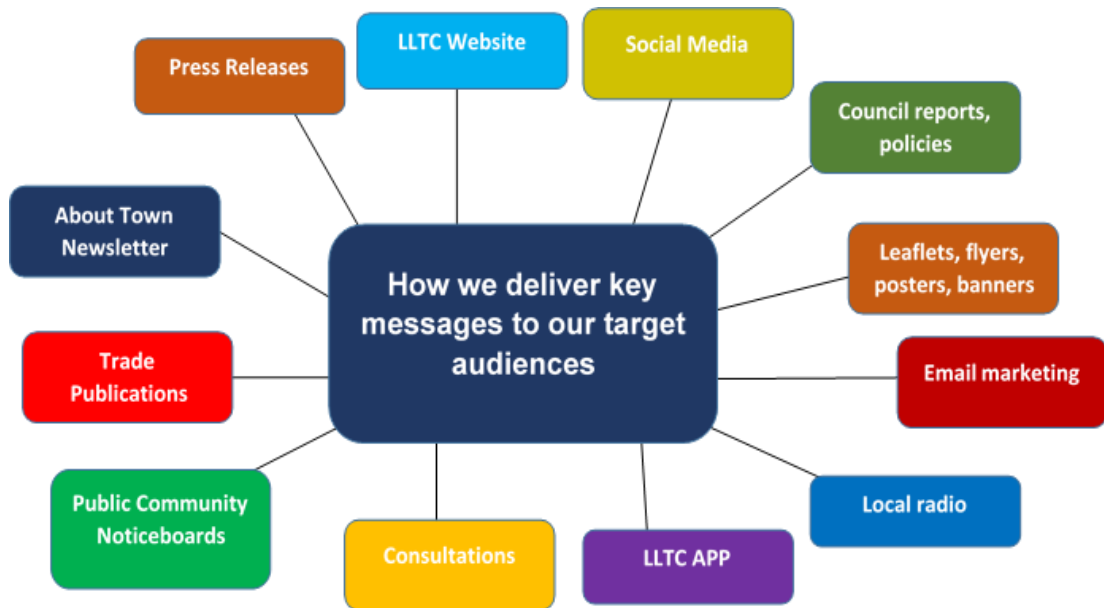 LLTC Website
Social Media
Press Releases
Council reports,
policies
About Town
Newsletter
Leaflets, flyers,
posters, banners
How we deliver key
messages to our target
audiences
Trade
Publications
Email marketing
Public Community
Noticeboards
Local radio
Consultations
LLTC APP